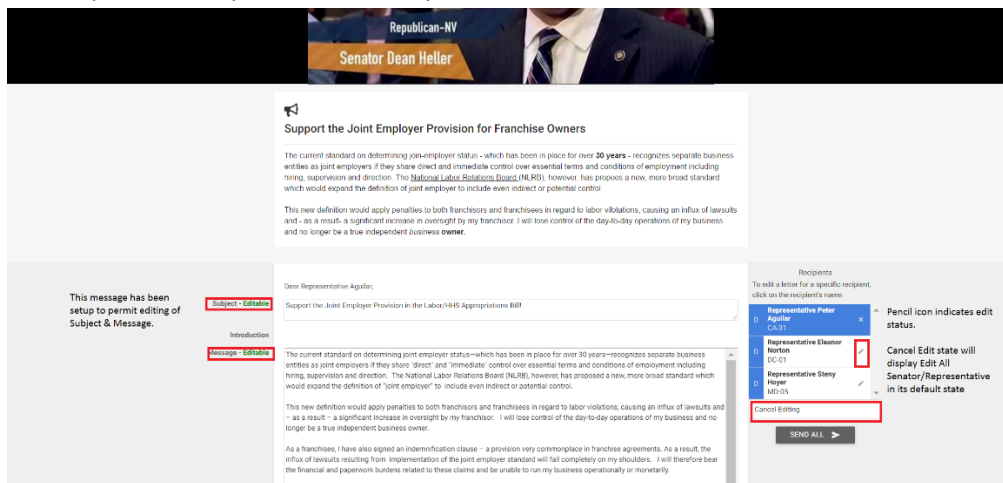 Republican-NV
Senator Dean Heller
Support the Joint Employer Provision for Franchise Owners
The current standard on determining join-employer status - which has been in place for over 30 years - recognizes separate business
entities as joint employers if they share direct and immediate control over essential terms and conditions of employment including
hiring, supervision and direction. The National Labor Relations Board (NLRB), however, has propoes a new, more broad standard
which would expand the definition of joint employer to include even indirect or potential control.
This new definition would apply penalties to both franchisors and franchisees in regard to labor vilotations, causing an influx of lawsuits
and - as a result- a significant increase in oversight by my franchisor. I will lose control of the day-to-day operations of my business
and no longer be a true independent business owner.
This message has been
setup to permit editing of
Subject & Message.
Subject - Editable
Introduction
Message - Editable
Dear Representative Aguilar,
Support the Joint Employer Provision in the Labor/HHS Appropriations Bill!
The current standard on determining joint employer status—which has been in place for over 30 years—recognizes separate business
entities as joint employers if they share 'direct' and 'immediate' control over essential terms and conditions of employment including
hiring, supervision and direction. The National Labor Relations Board (NLRB), however, has proposed a new, more broad standard which
would expand the definition of "joint employer" to include even indirect or potential control.
This new definition would apply penalties to both franchisors and franchisees in regard to labor violations, causing an influx of lawsuits and
– as a result – a significant increase in oversight by my franchisor. I will lose control of the day-to-day operations of my business and no
longer be a true independent business owner.
As a franchisee, I have also signed an indemnification clause – a provision very commonplace in franchise agreements. As a result, the
influx of lawsuits resulting from implementation of the joint employer standard will fall completely on my shoulders. I will therefore bear
the financial and paperwork burdens related to these claims and be unable to run my business operationally or monetarily.
Recipients
To edit a letter for a specific recipient,
click on the recipient's name.
D
Representative Peter
Aguilar
CA-31
D
Representative Eleanor
Norton
DC-01
D
Representative Steny
Hoyer
MD-05
Cancel Editing
SEND ALL
Pencil icon indicates edit
status.
Cancel Edit state will
display Edit All
Senator/Representative
in its default state